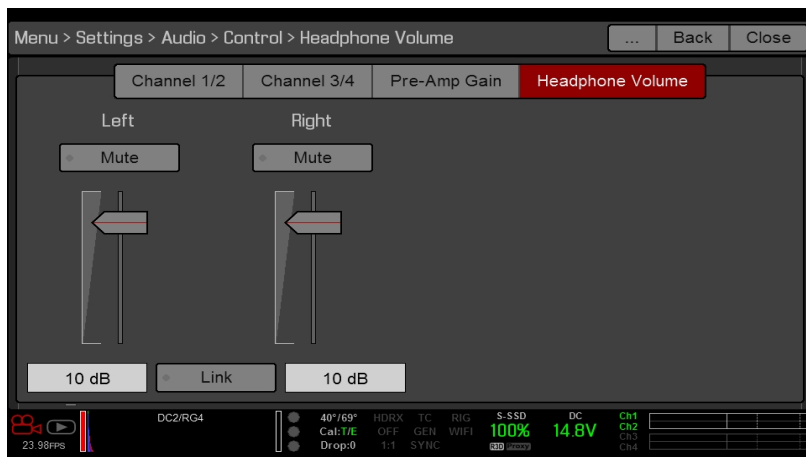 Menu > Settings > Audio > Control > Headphone Volume ... Back Close
Channel 1/2 Channel 3/4 Pre-Amp Gain Headphone Volume
Left Right
Mute Mute
10 dB Link 10 dB
DC2/RG4 40°/69° HDRX TC RIG S-SSD DC Ch1
Cal:T/E OFF GEN WIFI 100% 14.8V Ch2
23.98FPS Drop:0 1:1 SYNC R3D Proxy Ch3
Ch4